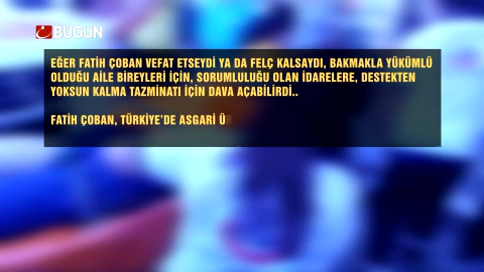 BUGÜN
EĞER FATİH ÇOBAN VEFAT ETSEYDİ YA DA FELÇ KALSAYDI, BAKMAKLA YÜKÜMLÜ
OLDUĞU AİLE BİREYLERİ İÇİN, SORUMLULUĞU OLAN İDARELERE, DESTEKTEN
YOKSUN KALMA TAZMİNATI İÇİN DAVA AÇABİLİRDİ..
FATİH ÇOBAN, TÜRKİYE'DE ASGARİ Ü